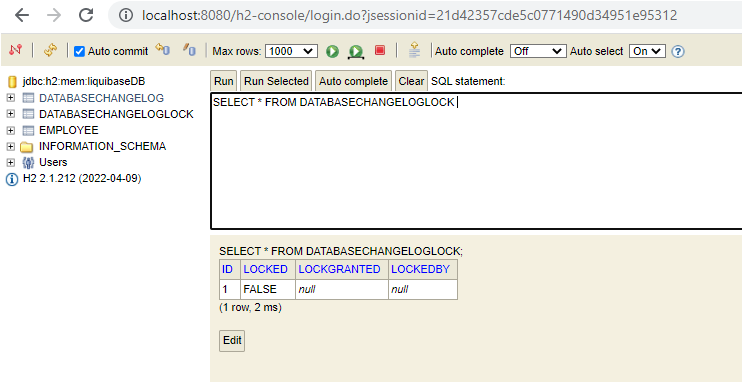 localhost:8080/h2-console/login.do?jsessionid=21d42357cde5c0771490d34951e95312
Auto commit Max rows: 1000 Auto complete Off Auto select On
jdbc:h2:mem:liquibaseDB
DATABASECHANGELOG
DATABASECHANGELOGLOCK
EMPLOYEE
INFORMATION_SCHEMA
Users
H2 2.1.212 (2022-04-09)
Run Run Selected Auto complete Clear SQL statement:
SELECT * FROM DATABASECHANGELOGLOCK
SELECT * FROM DATABASECHANGELOGLOCK;
ID LOCKED LOCKGRANTED LOCKEDBY
1 FALSE null null
(1 row, 2 ms)
Edit